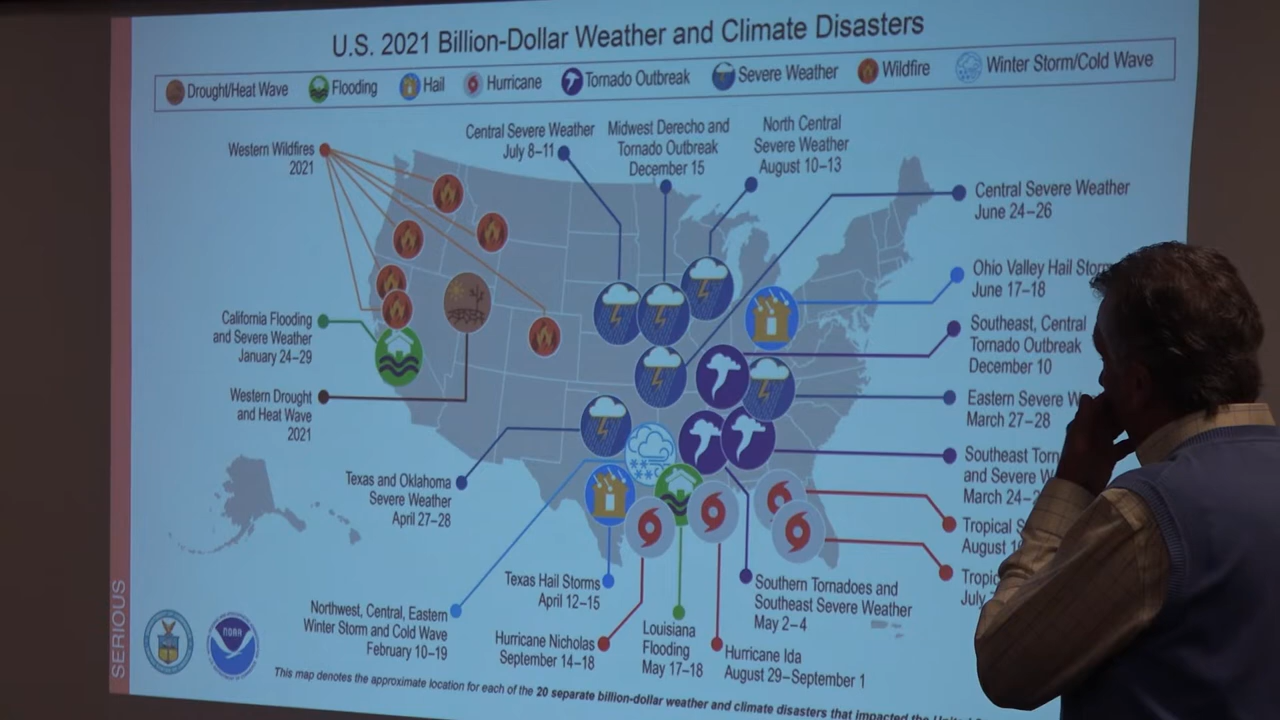 U.S. 2021 Billion-Dollar Weather and Climate Disasters
Drought/Heat Wave
Flooding
Hail
Hurricane
Tornado Outbreak
Severe Weather
Wildfire
Winter Storm/Cold Wave
Western Wildfires
2021
Central Severe Weather
July 8–11
Midwest Derecho and
Tornado Outbreak
December 15
North Central
Severe Weather
August 10–13
Central Severe Weather
June 24–26
Ohio Valley Hail Storm
June 17–18
Southeast, Central
Tornado Outbreak
December 10
Eastern Severe W
March 27–28
Southeast Torn
and Severe W
March 24–2
Tropical S
August 1
Tropic
July
California Flooding
and Severe Weather
January 24–29
Western Drought
and Heat Wave
2021
Texas and Oklahoma
Severe Weather
April 27–28
Northwest, Central, Eastern
Winter Storm and Cold Wave
February 10–19
Texas Hail Storms
April 12–15
Hurricane Nicholas
September 14–18
Louisiana
Flooding
May 17–18
Hurricane Ida
August 29–September 1
Southern Tornadoes and
Southeast Severe Weather
May 2–4
SERIOUS
NOAA
This map denotes the approximate location for each of the 20 separate billion-dollar weather and climate disasters that impacted the United